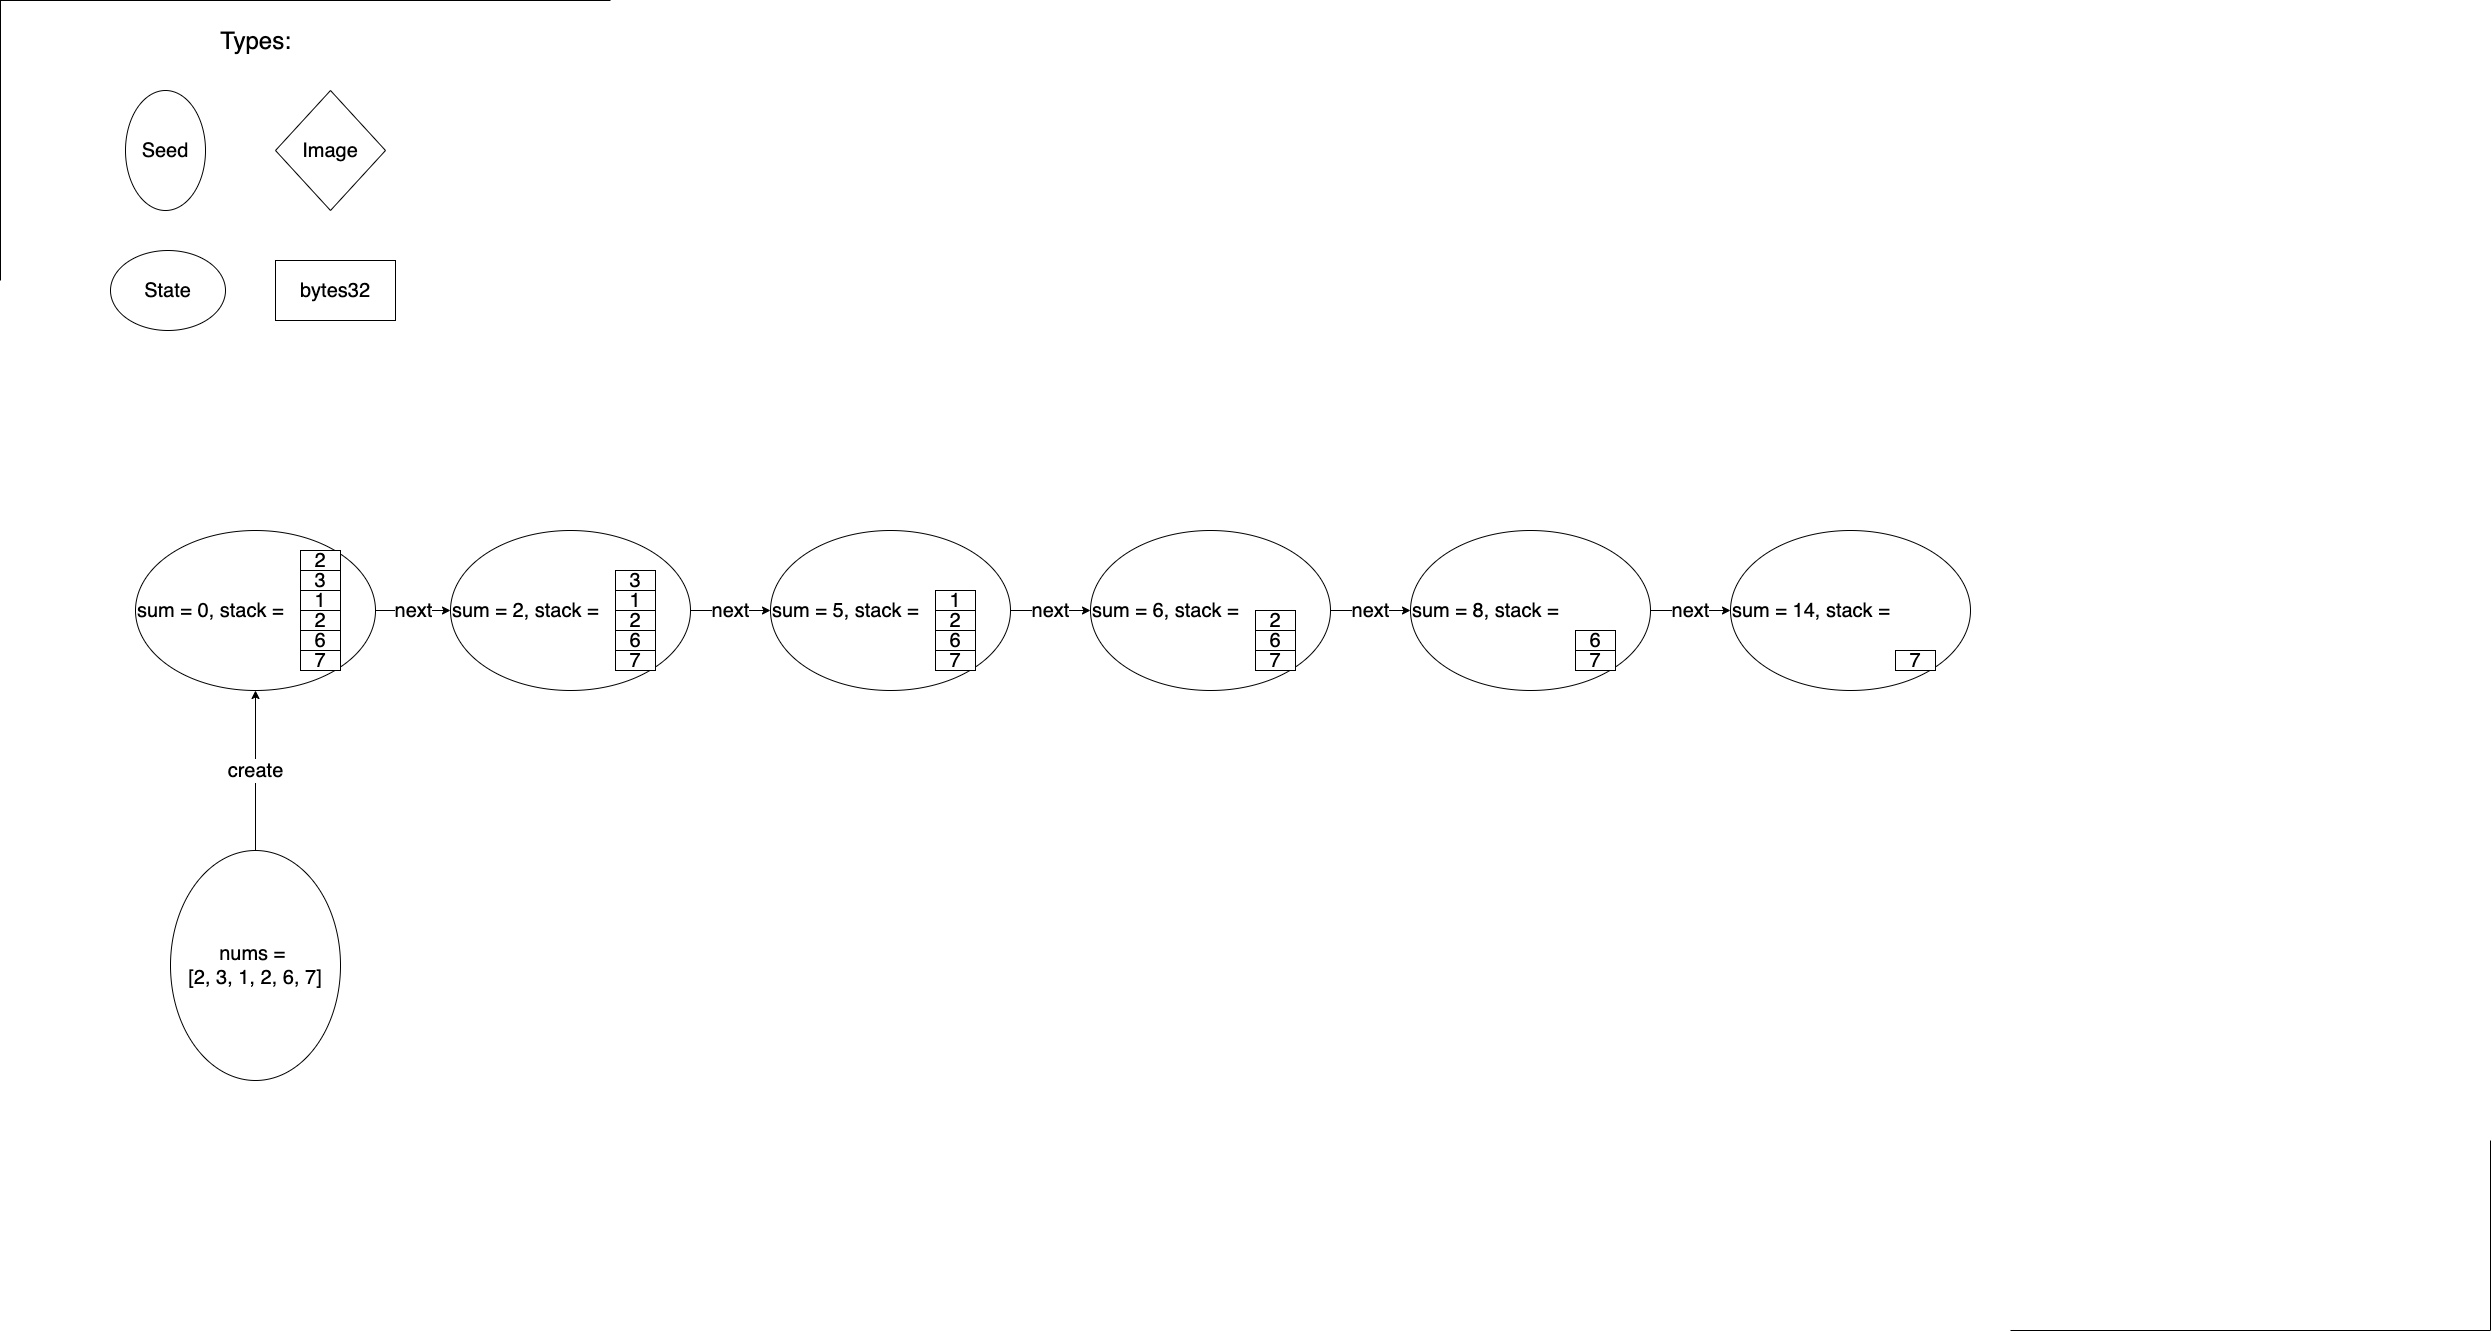 Types:
Seed
Image
State
bytes32
sum = 0, stack =
2
3
1
2
6
7
next
sum = 2, stack =
3
1
2
6
7
next
sum = 5, stack =
1
2
6
7
next
sum = 6, stack =
2
6
7
next
sum = 8, stack =
6
7
next
sum = 14, stack =
7
create
nums =
[2, 3, 1, 2, 6, 7]